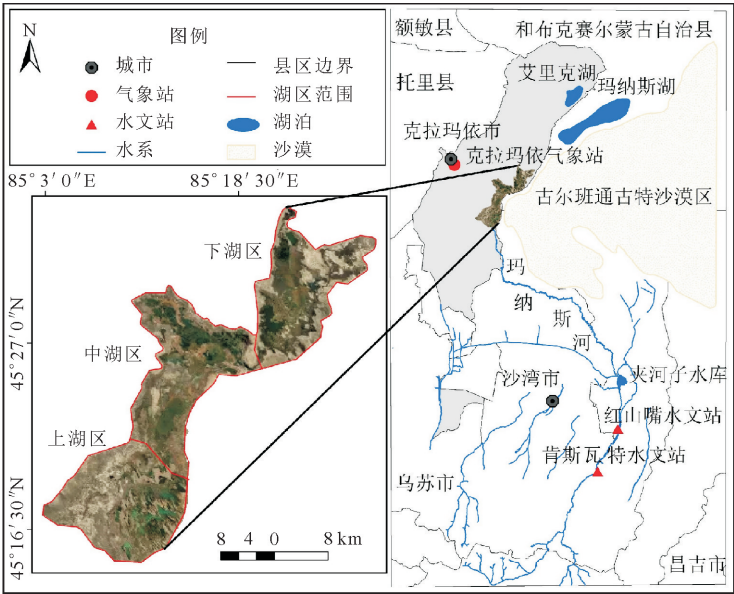 N
图例
城市
县区边界
气象站
湖区范围
水文站
湖泊
水系
沙漠
85°3′0″E
85°18′30″E
45°27′0″N
45°16′30″N
下湖区
中湖区
上湖区
8 4 0 8 km
额敏县
和布克赛尔蒙古自治县
托里县
艾里克湖
玛纳斯湖
克拉玛依市
克拉玛依气象站
古尔班通古特沙漠区
玛
纳
斯
河
夹河子水库
沙湾市
红山嘴水文站
肯斯瓦特水文站
乌苏市
昌古市